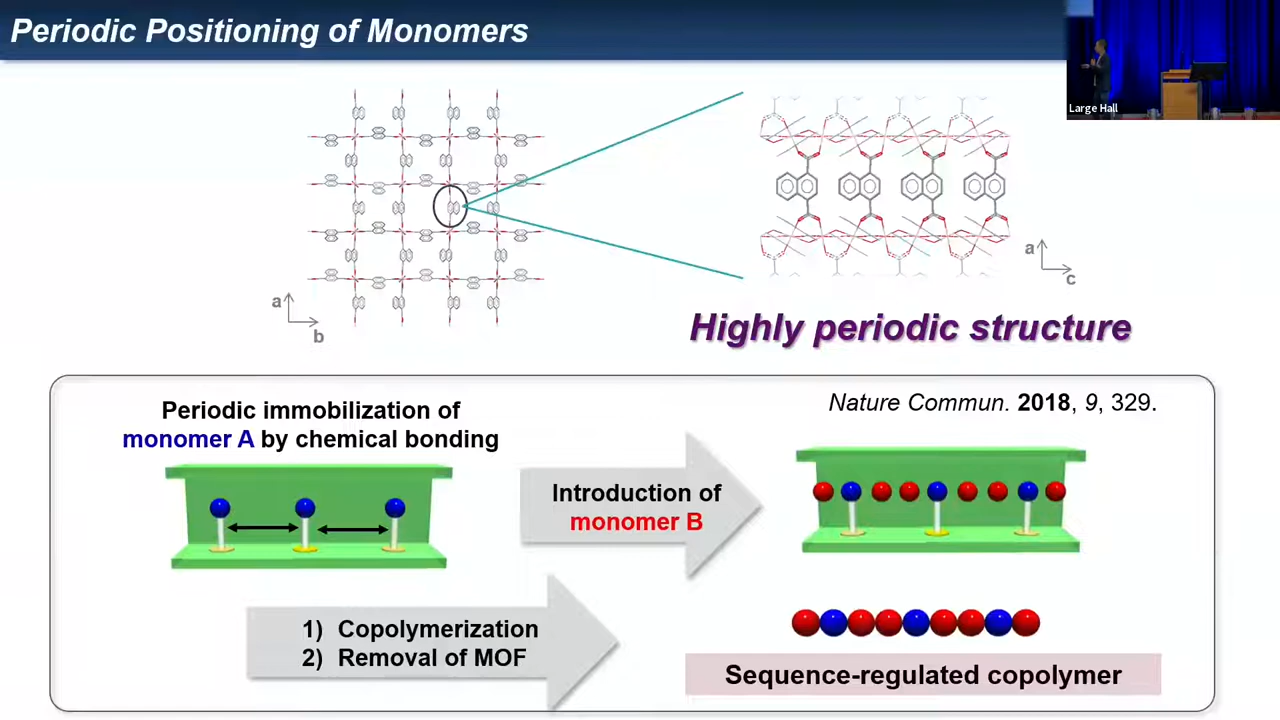 Periodic Positioning of Monomers
Large Hall
a
b
a
c
Highly periodic structure
Periodic immobilization of
monomer A by chemical bonding
Nature Commun. 2018, 9, 329.
Introduction of
monomer B
1) Copolymerization
2) Removal of MOF
Sequence-regulated copolymer